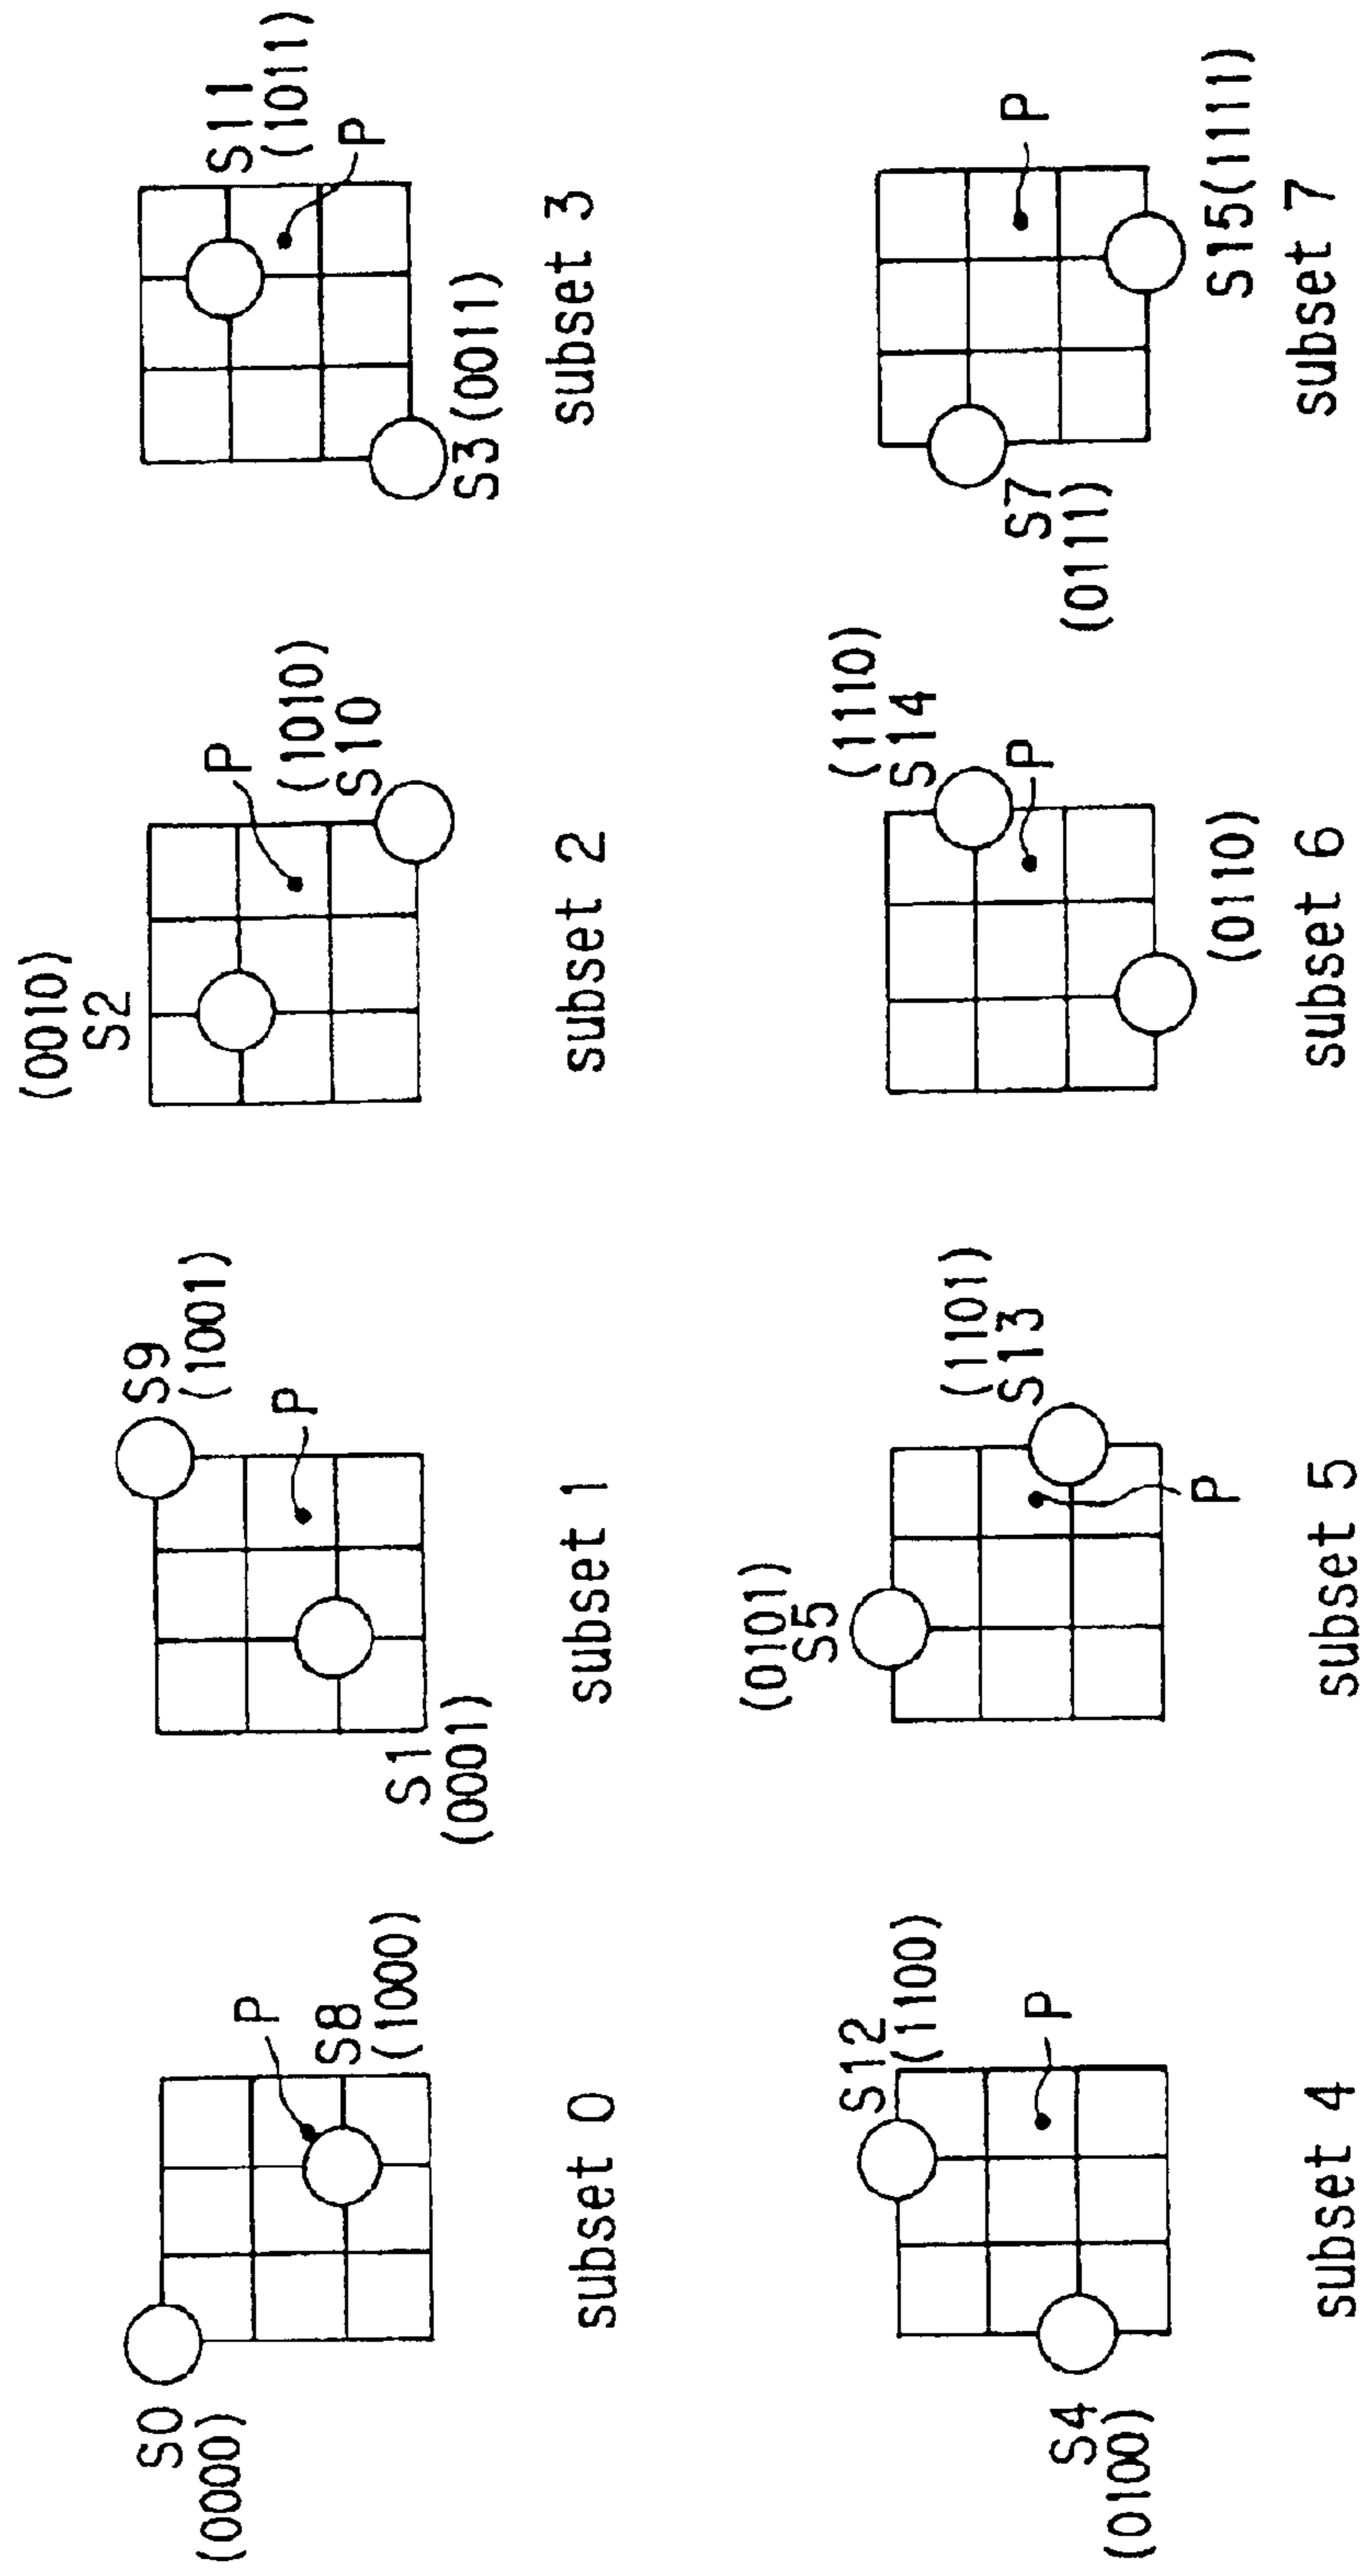 S0
(0000)
P
S8
(1000)
subset 0
S9
(1001)
P
S1
(0001)
subset 1
(0010)
S2
P
(1010)
S10
subset 2
S11
(1011)
P
S3(0011)
subset 3
S12
(1100)
P
S4
(0100)
subset 4
(0101)
S5
(1101)
S13
P
subset 5
(1110)
S14
P
(0110)
subset 6
P
S7
(0111)
S15(1111)
subset 7